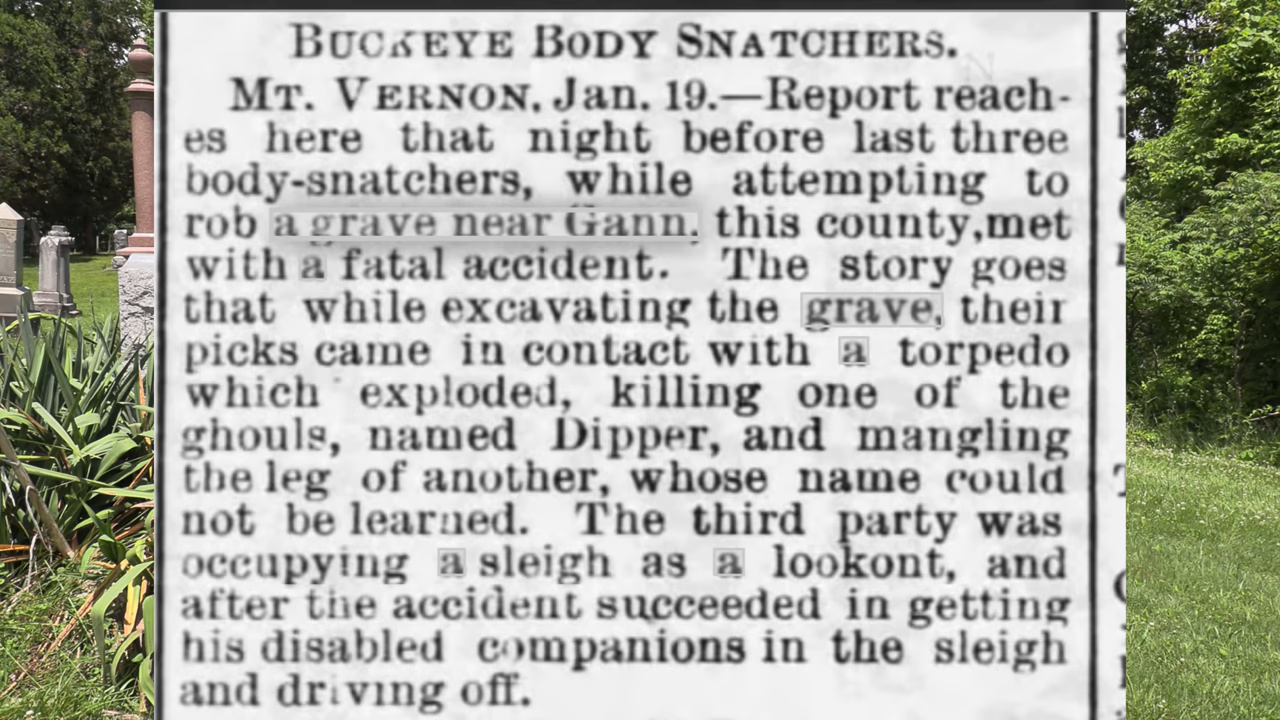 BUCKEYE BODY SNATCHERS.
MT. VERNON, Jan. 19.—Report reach-
es here that night before last three
body-snatchers, while attempting to
rob a grave near Gann, this county,met
with a fatal accident. The story goes
that while excavating the grave, their
picks came in contact with a torpedo
which exploded, killing one of the
ghouls, named Dipper, and mangling
the leg of another, whose name could
not be learned. The third party was
occupying a sleigh as a lookont, and
after the accident succeeded in getting
his disabled companions in the sleigh
and driving off.